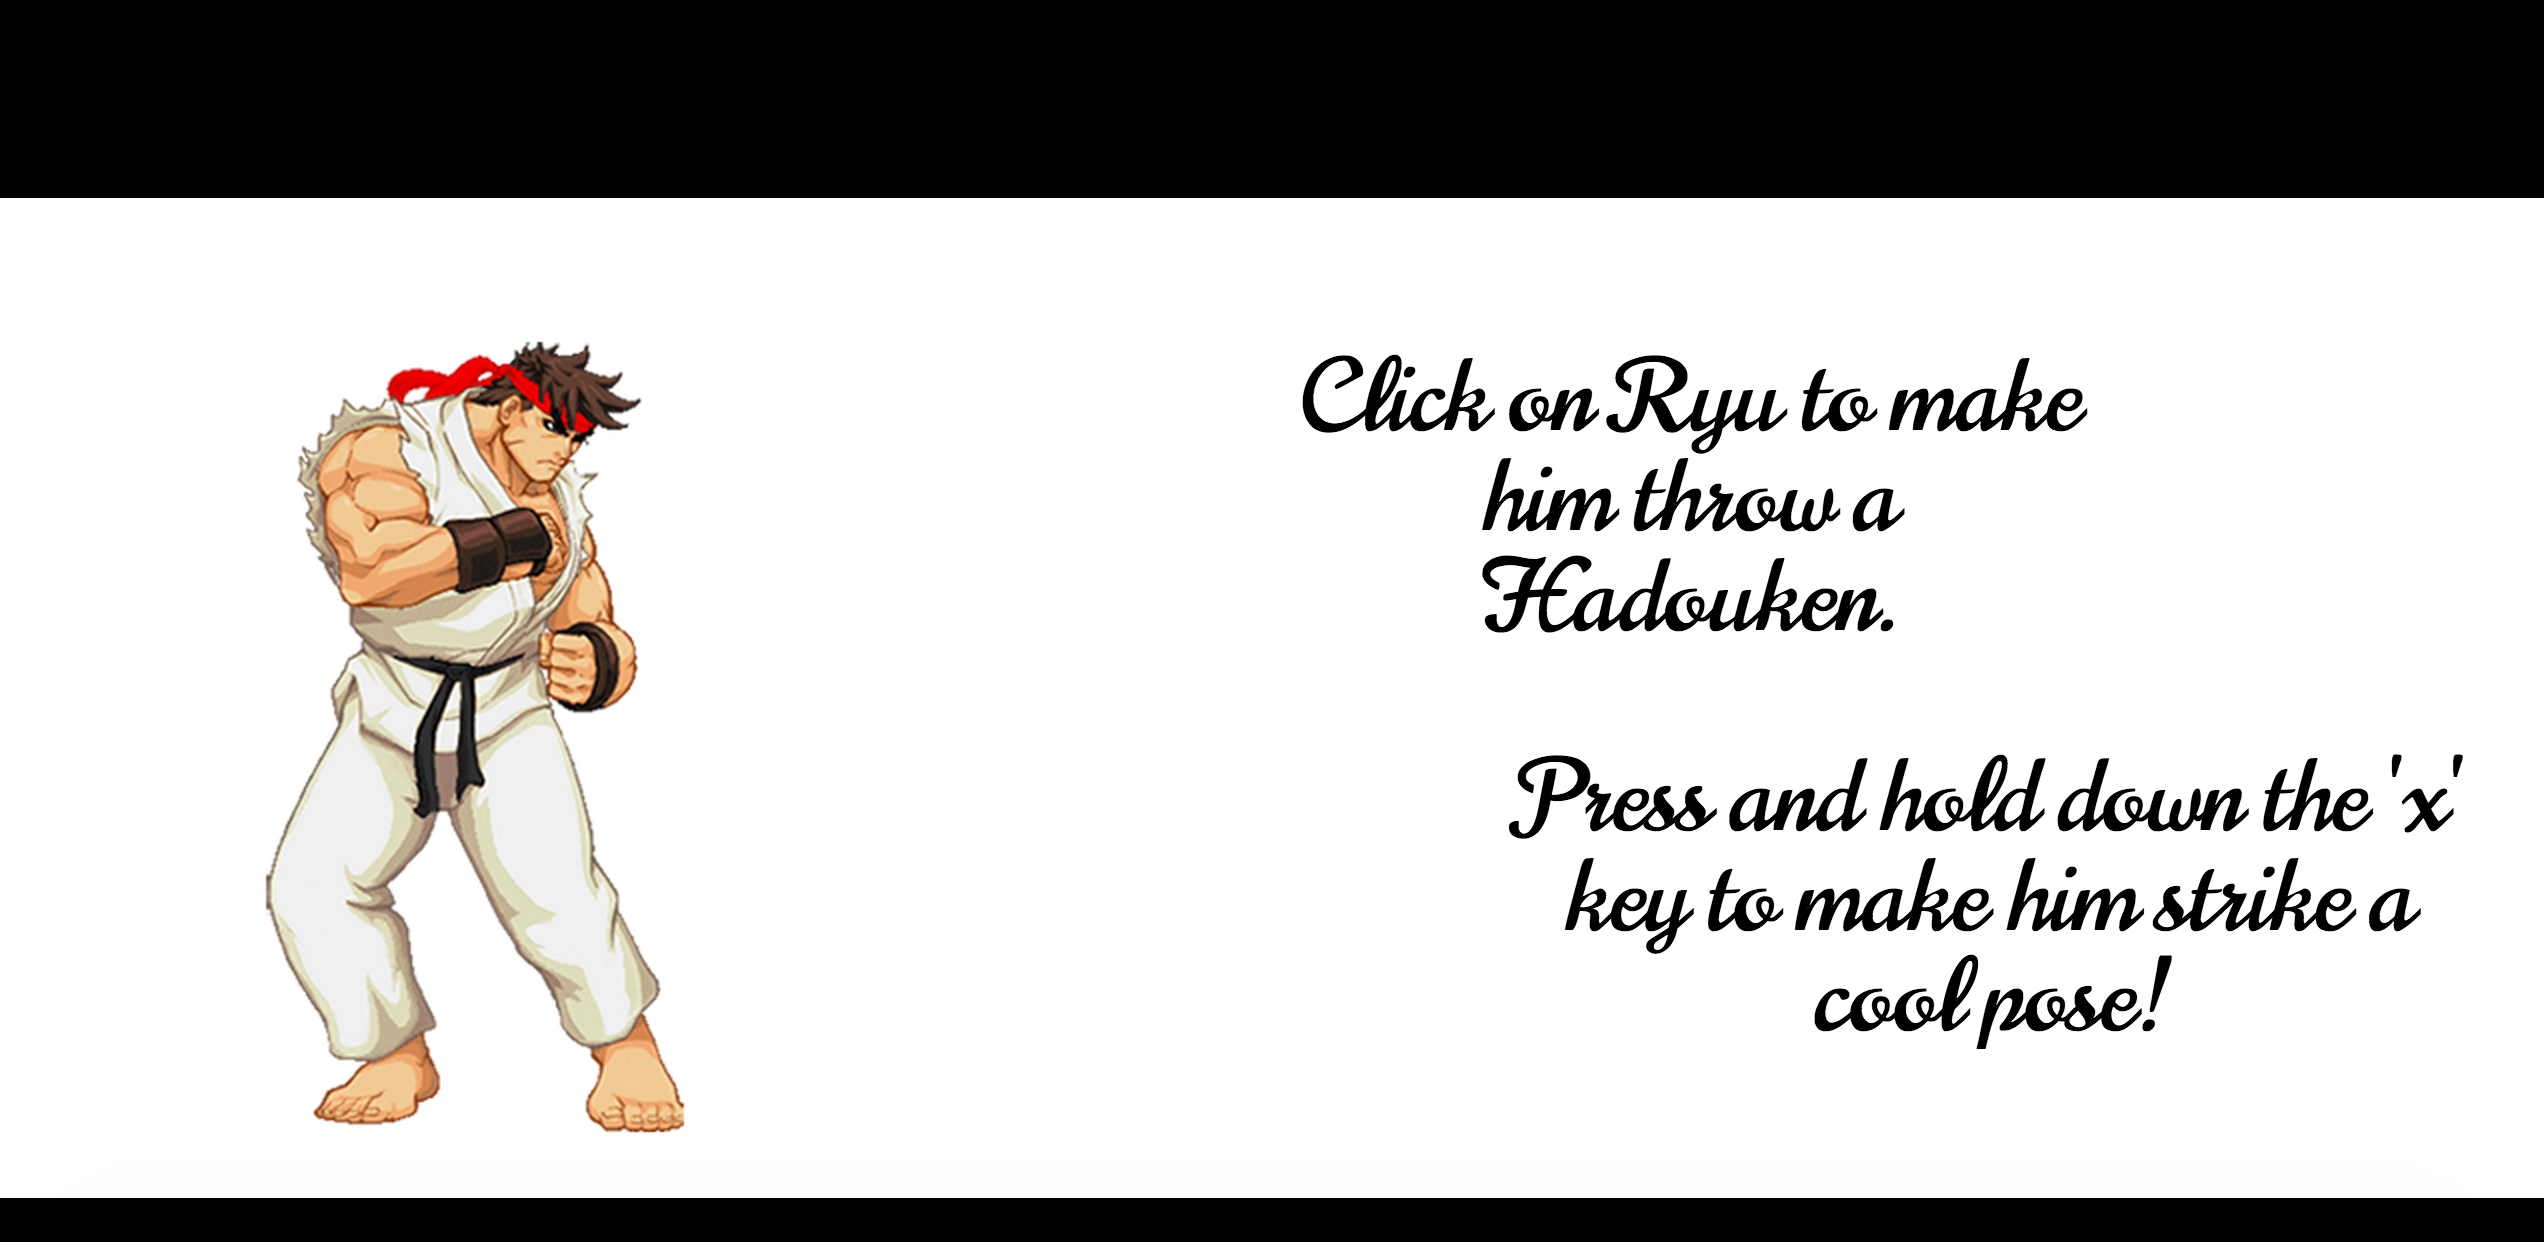 Click on Ryu to make
him throw a
Hadouken.
Press and hold down the 'x'
key to make him strike a
cool pose!